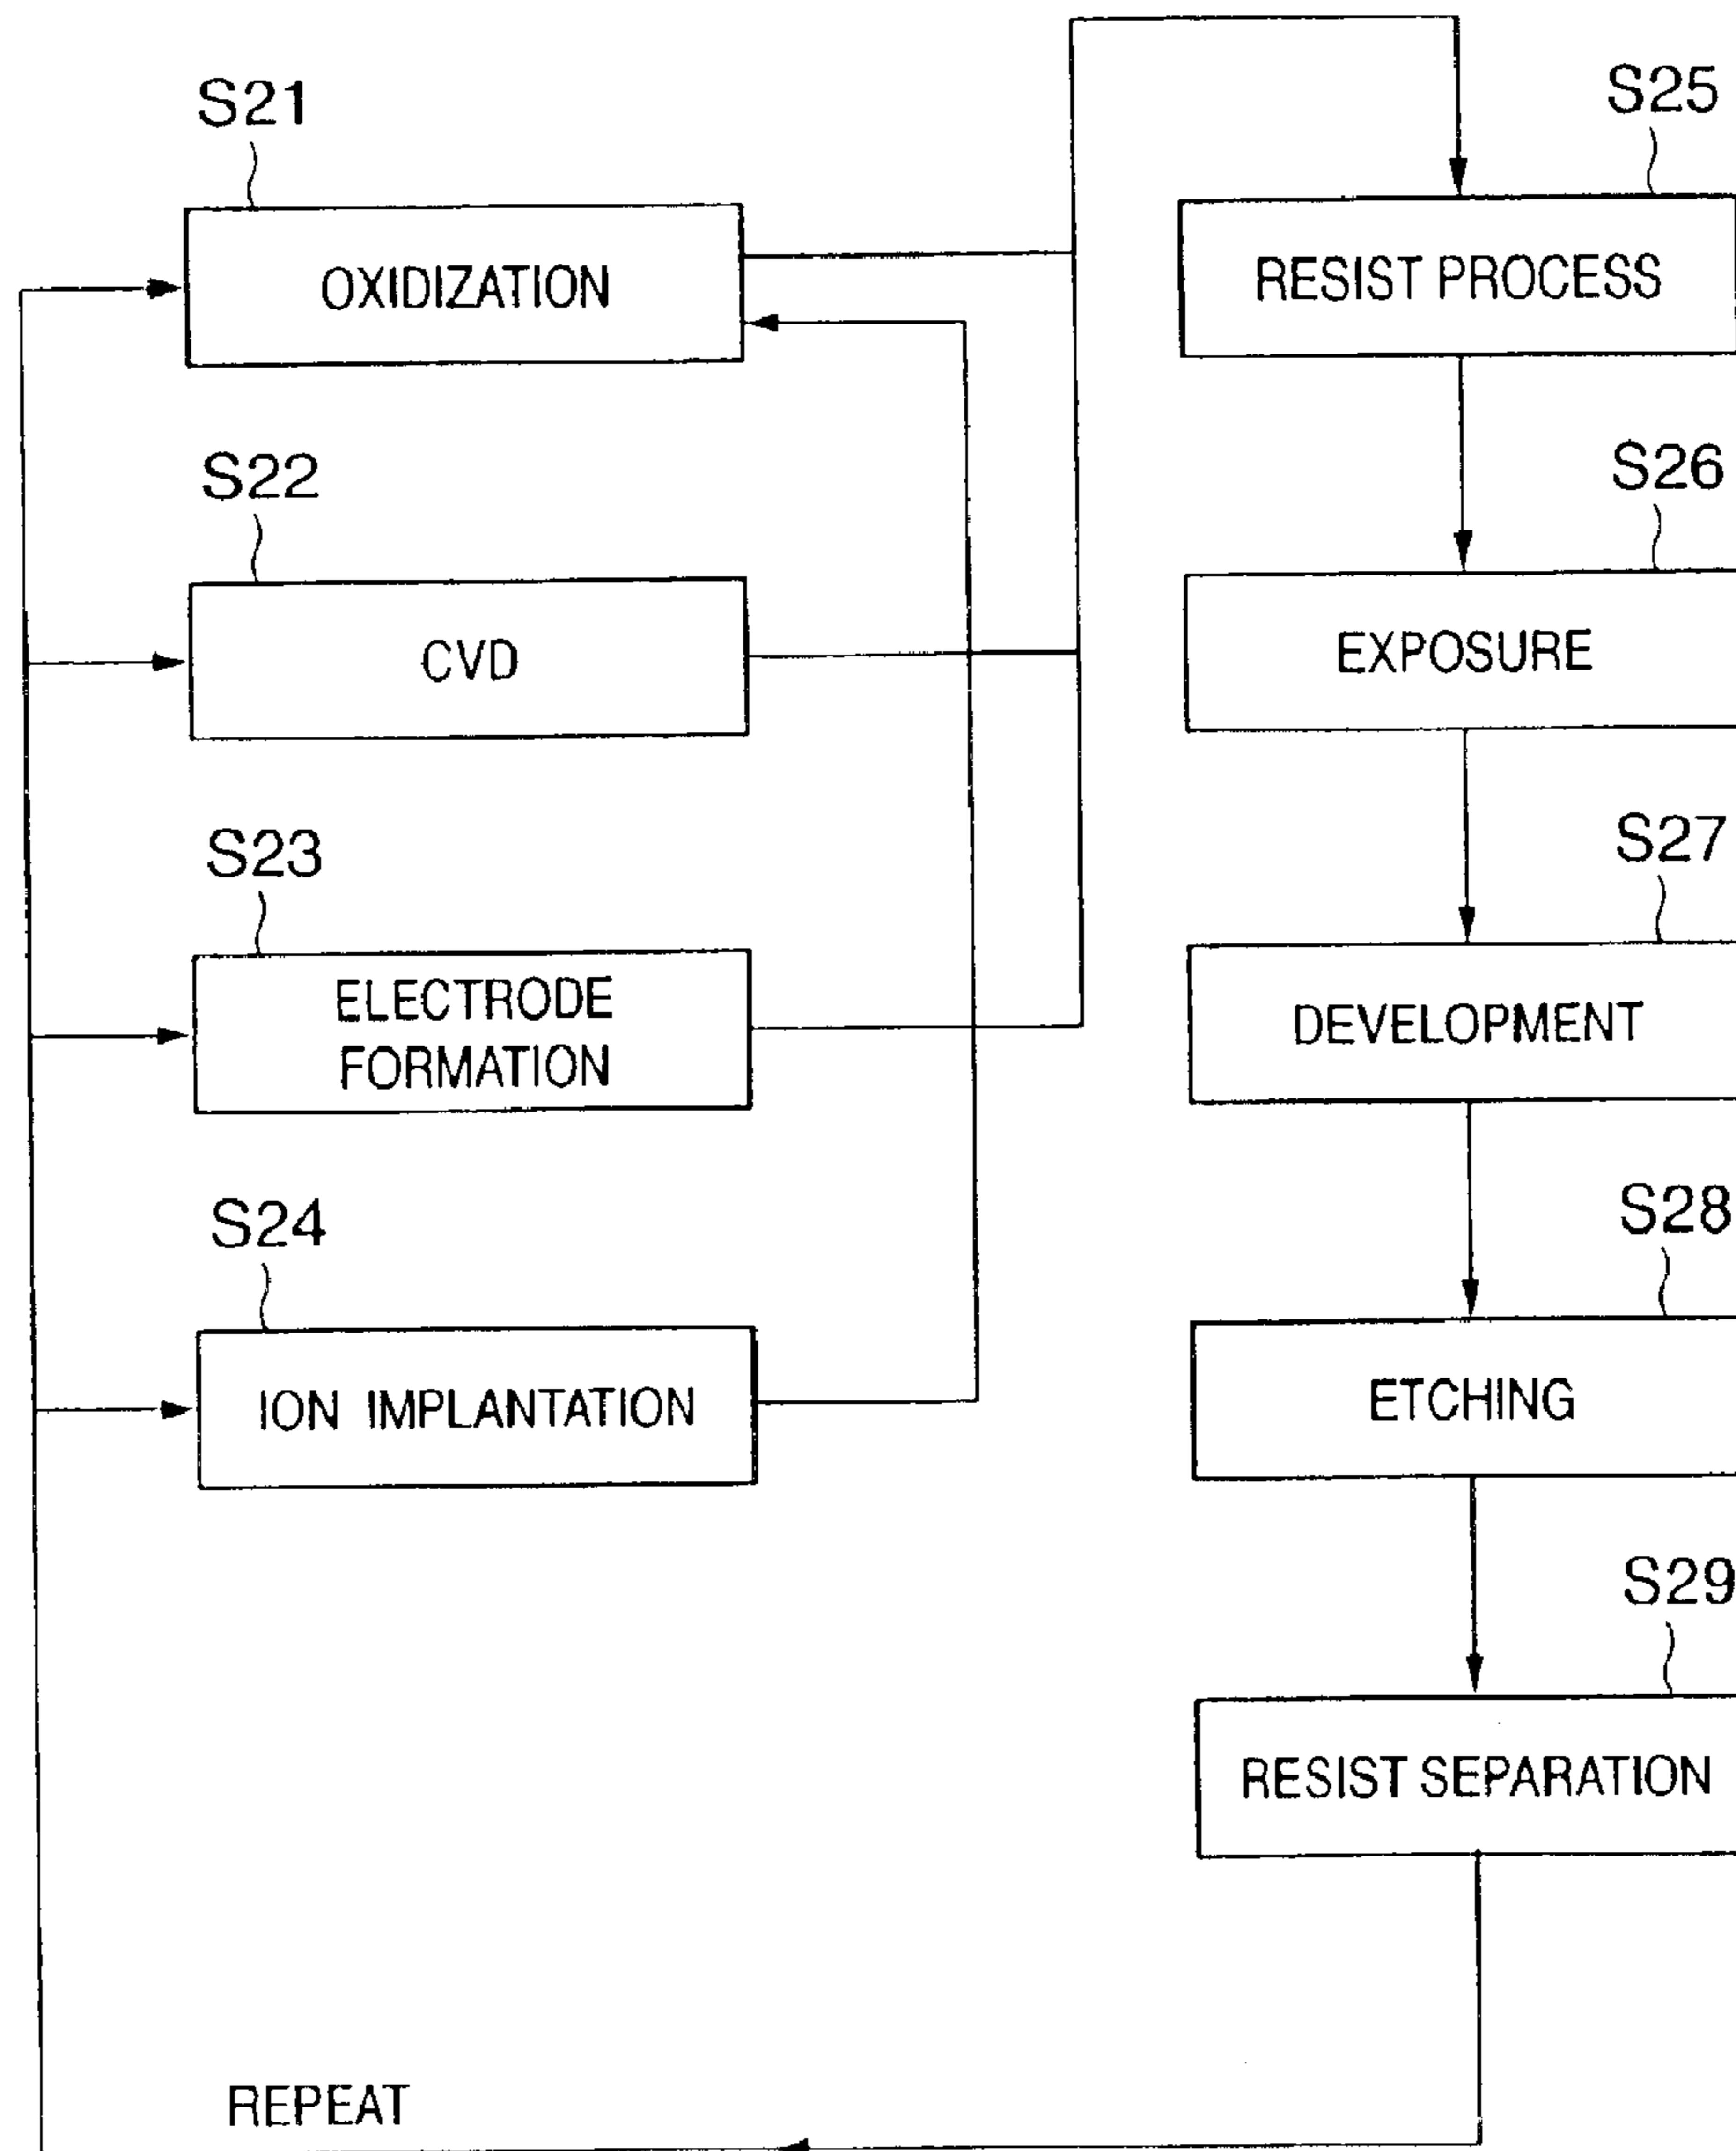 S21
OXIDIZATION
S22
CVD
S23
ELECTRODE
FORMATION
S24
ION IMPLANTATION
S25
RESIST PROCESS
S26
EXPOSURE
S27
DEVELOPMENT
S28
ETCHING
S29
RESIST SEPARATION
REPEAT